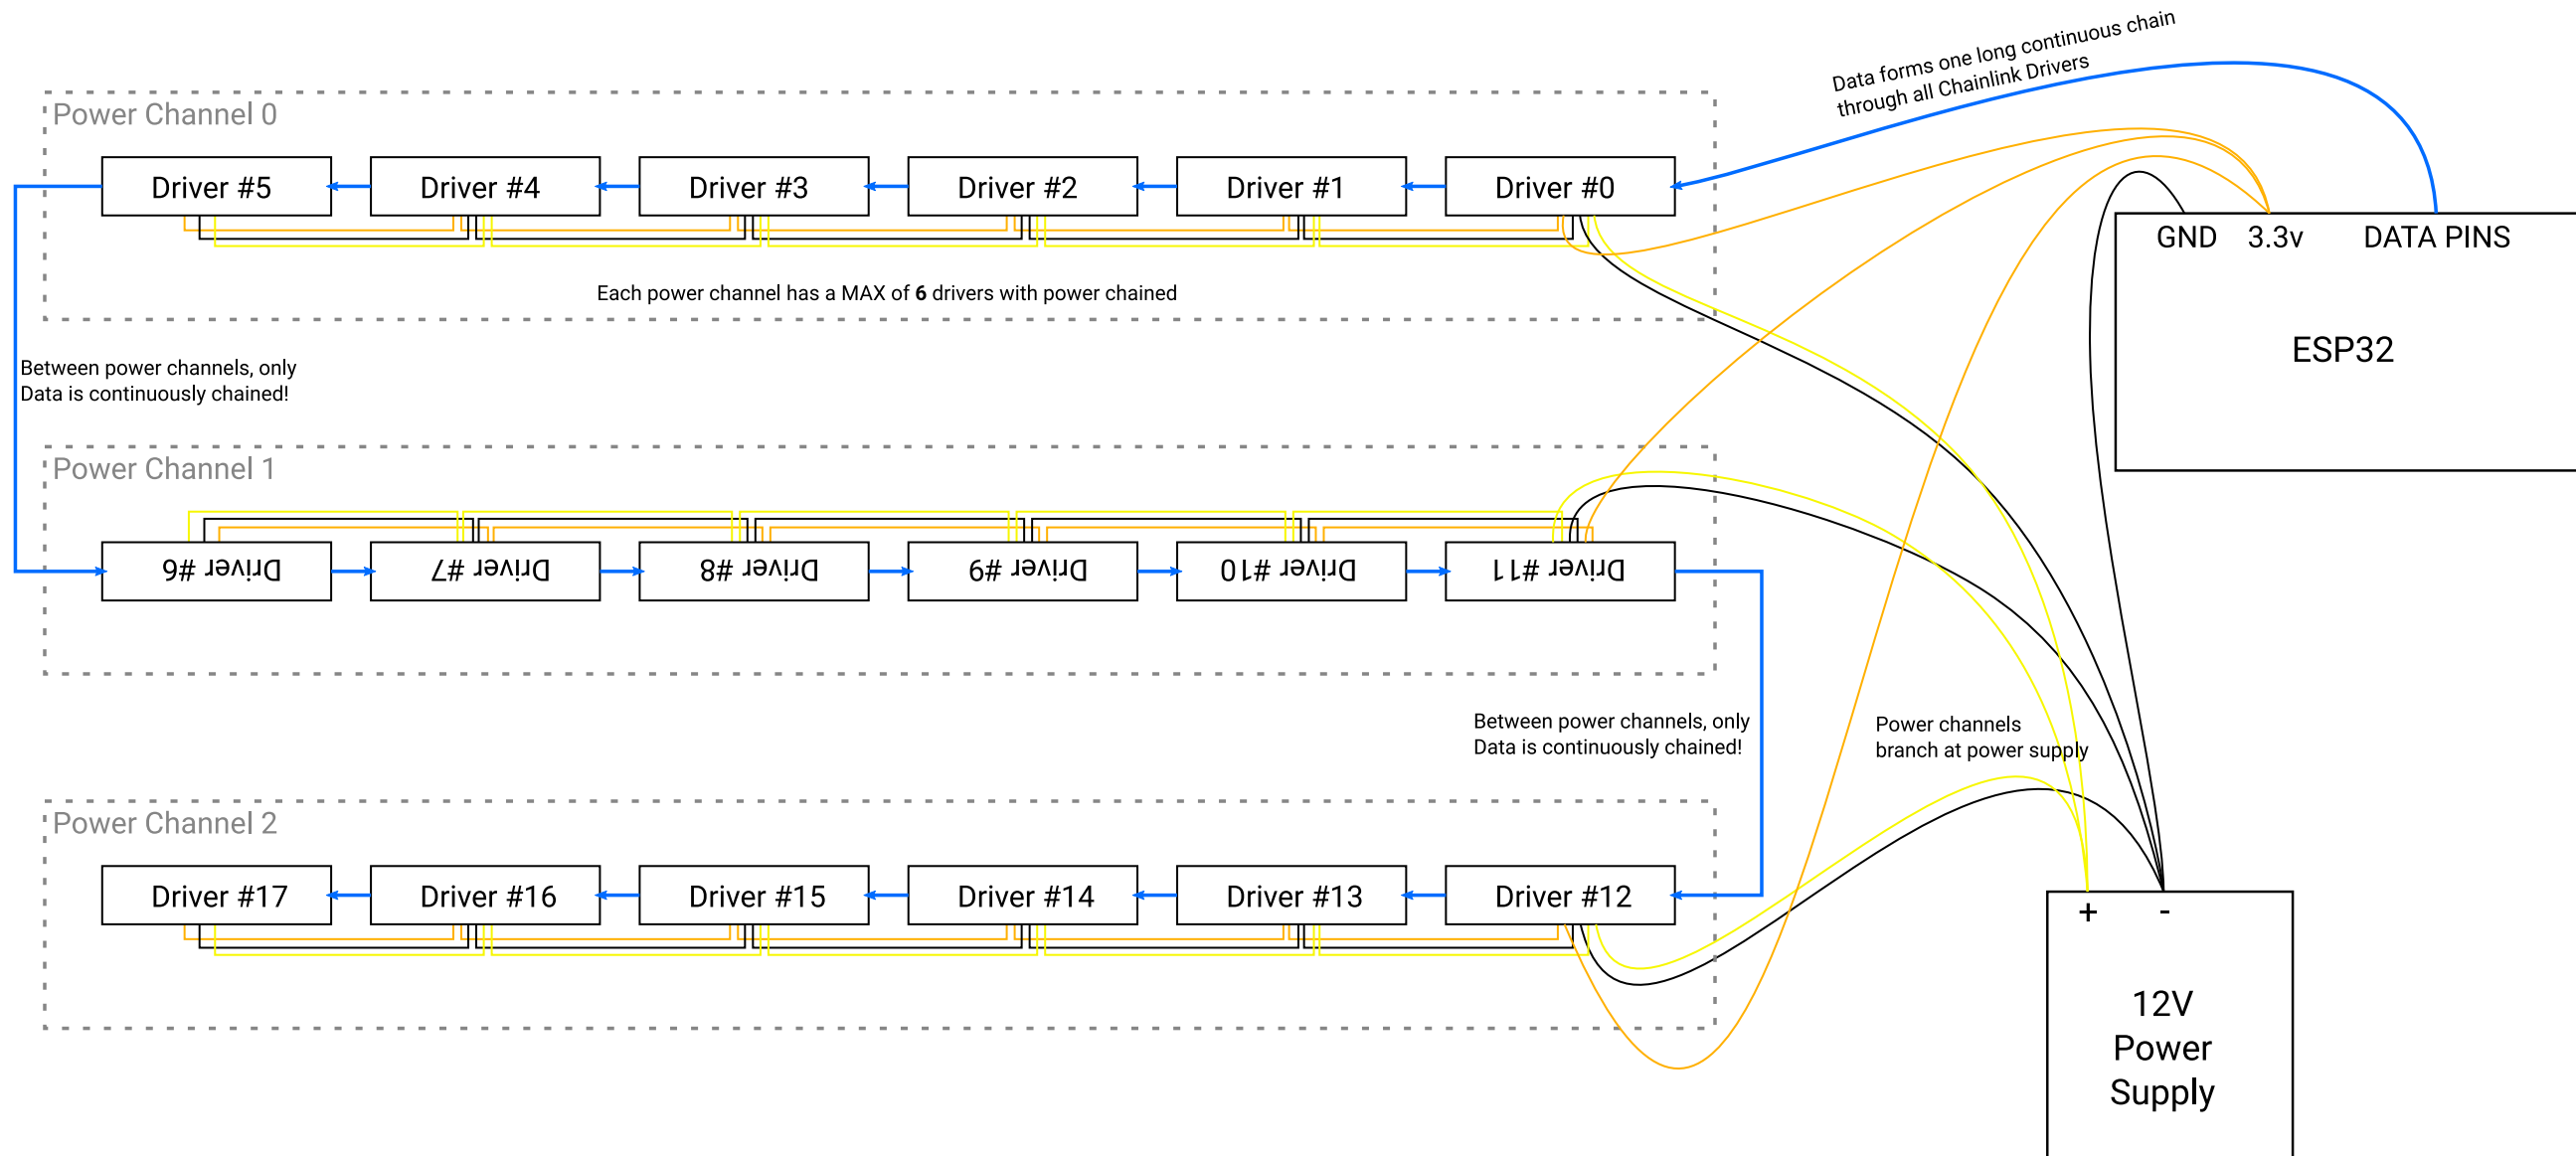 Data forms one long continuous chain
through all Chainlink Drivers
Power Channel 0
Driver #5
Driver #4
Driver #3
Driver #2
Driver #1
Driver #0
Each power channel has a MAX of 6 drivers with power chained
GND
3.3v
DATA PINS
ESP32
Between power channels, only
Data is continuously chained!
Power Channel 1
Driver #6
Driver #7
Driver #8
Driver #9
Driver #10
Driver #11
Between power channels, only
Data is continuously chained!
Power channels
branch at power supply
Power Channel 2
Driver #17
Driver #16
Driver #15
Driver #14
Driver #13
Driver #12
+
-
12V
Power
Supply